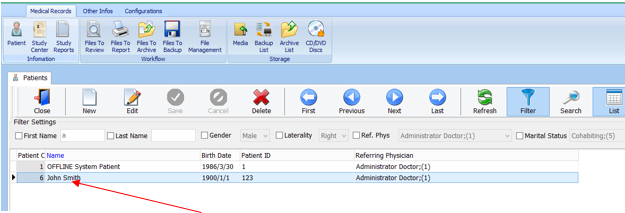 Medical Records Other Infos Configurations
Patient Study Center Study Reports Files To Review Files To Report Files To Archive Files To Backup File Management Media Backup List Archive List CD/DVD Discs
Infomation Workflow Storage
Patients
Close New Edit Save Cancel Delete First Previous Next Last Refresh Filter Search List
Filter Settings
First Name a Last Name Gender Male Laterality Right Ref. Phys Administrator Doctor;(1) Marital Status Cohabiting;(5)
Patient C Name Birth Date Patient ID Referring Physician
1 OFFLINE System Patient 1986/3/30 1 Administrator Doctor;(1)
6 John Smith 1900/1/1 123 Administrator Doctor;(1)